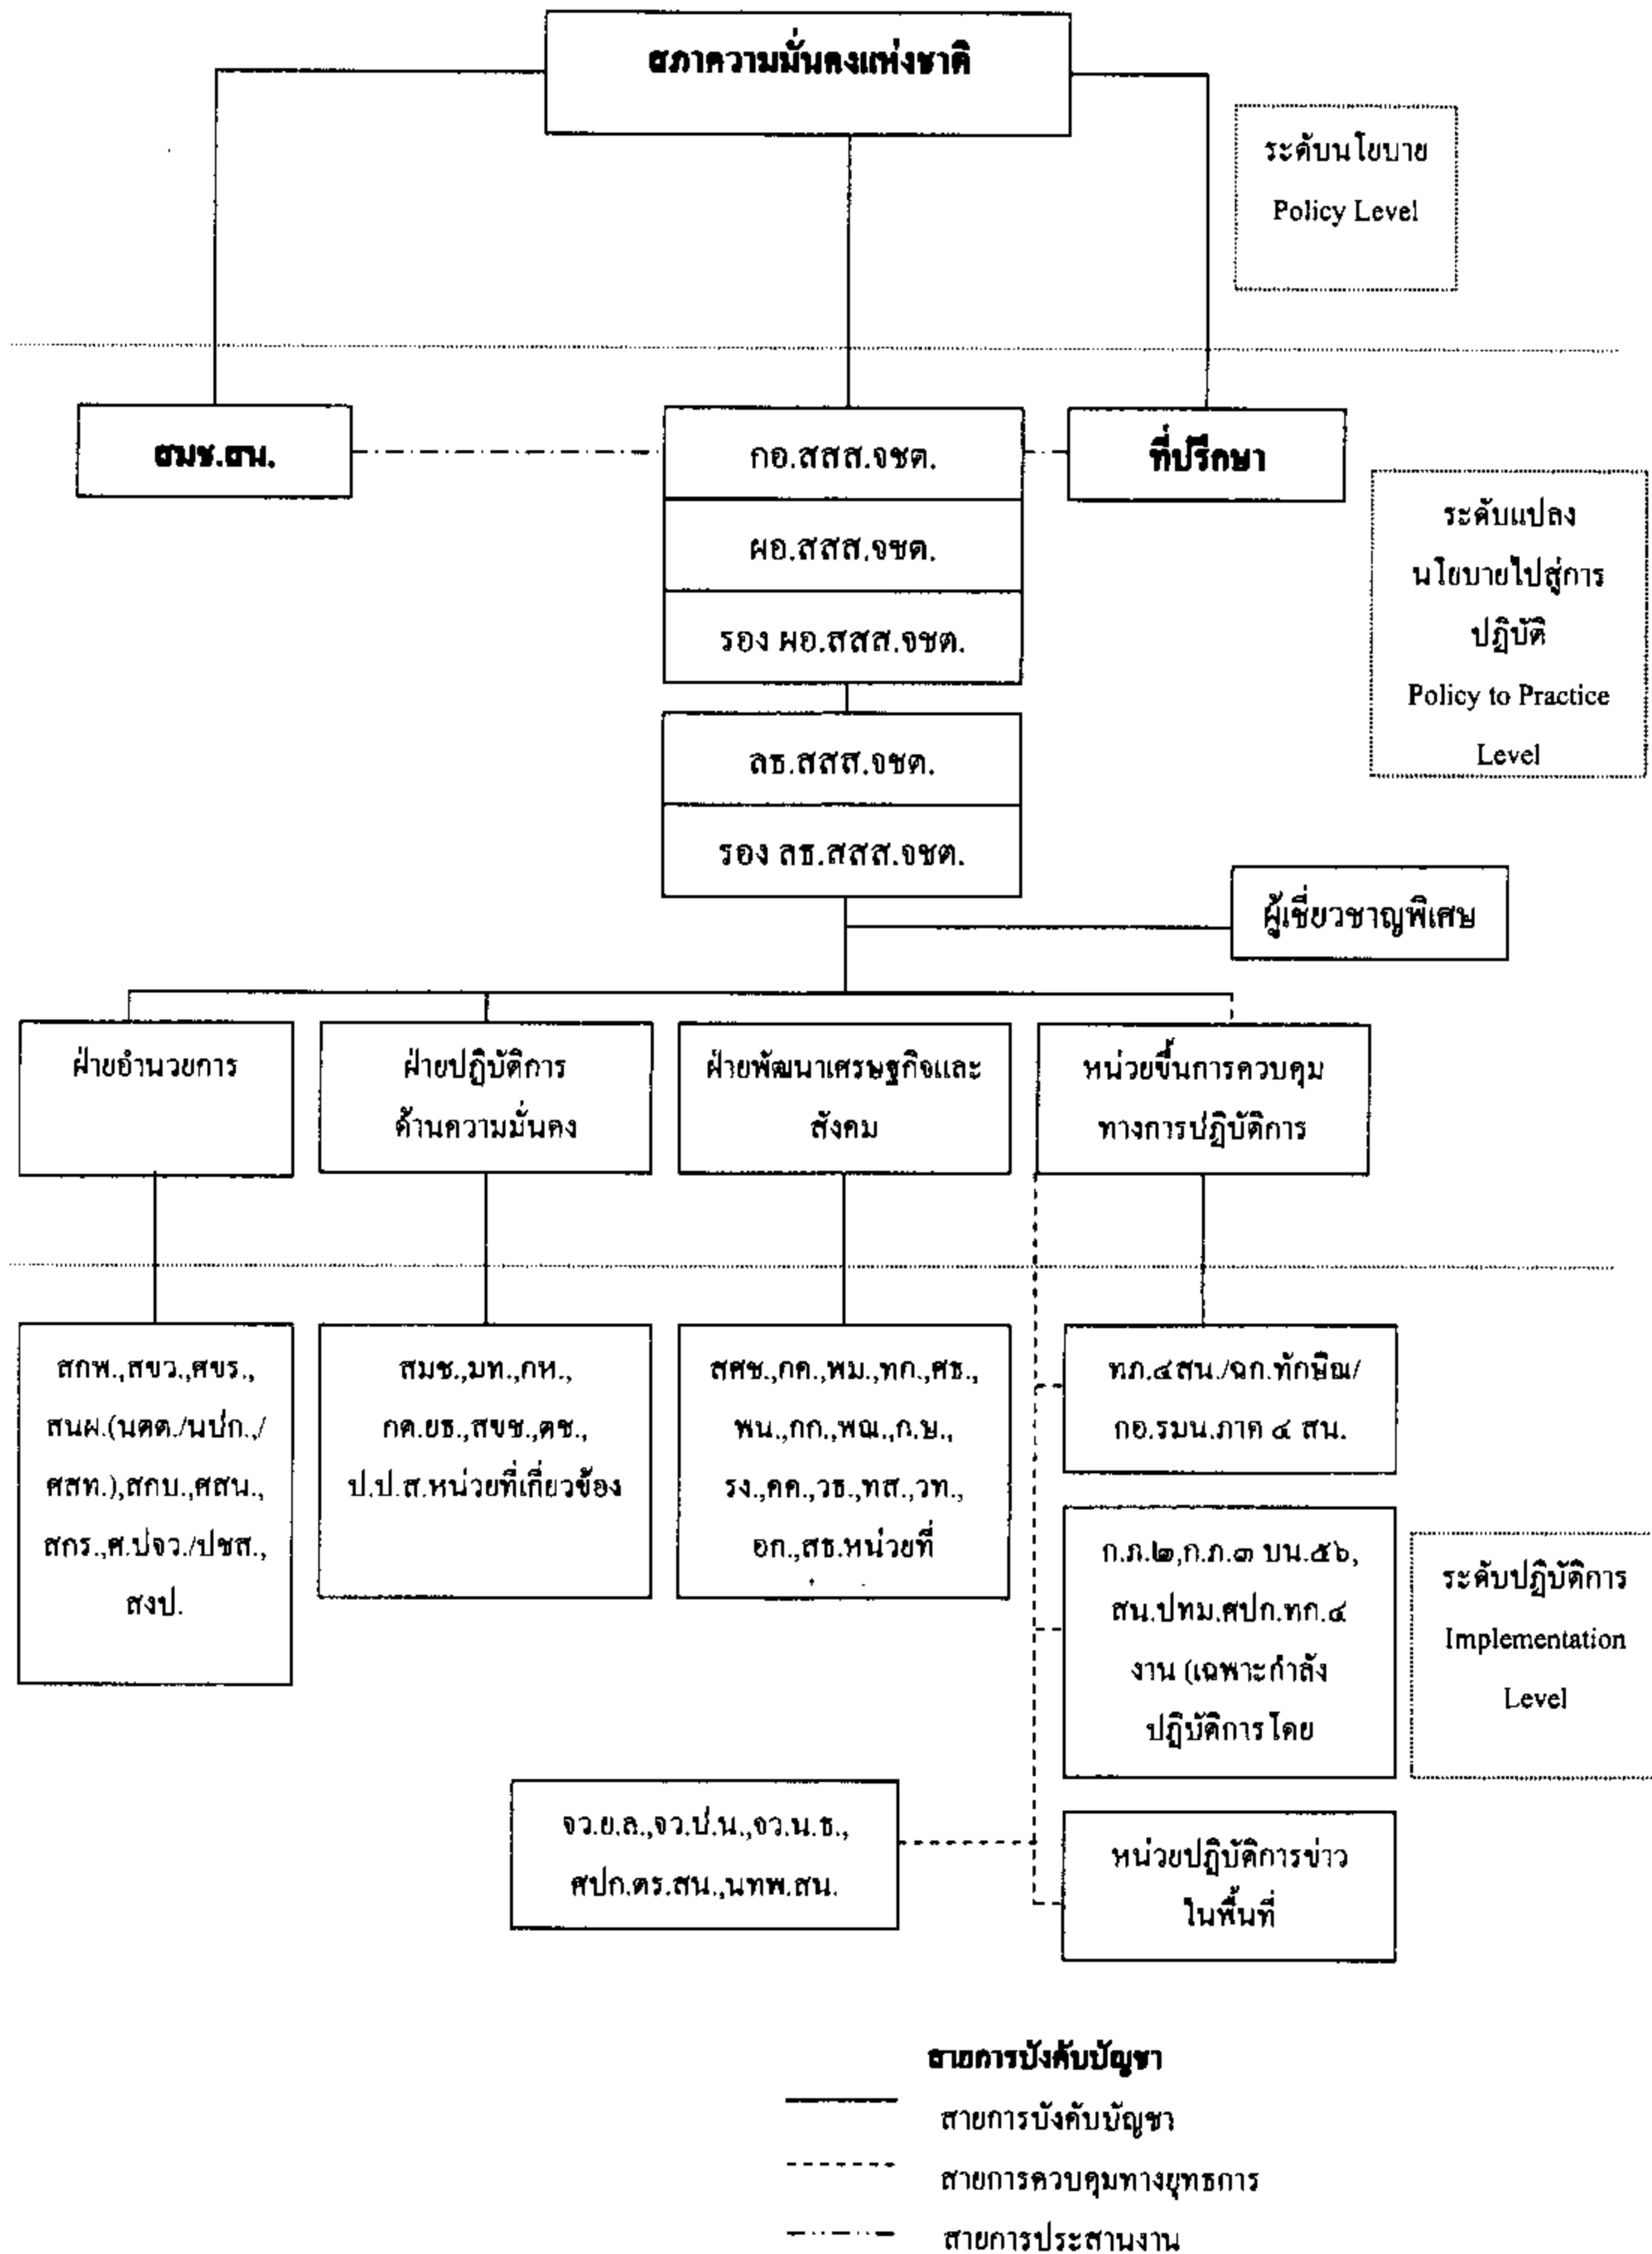 สภาความมั่นคงแห่งชาติ
ระดับนโยบาย
Policy Level
สมช.สน.
กอ.สสส.จชต.
ที่ปรึกษา
ผอ.สสส.จชต.
รอง ผอ.สสส.จชต.
ระดับแปลง
นโยบายไปสู่การ
ปฏิบัติ
Policy to Practice
Level
ลธ.สสส.จชต.
รอง ลธ.สสส.จชต.
ผู้เชี่ยวชาญพิเศษ
ฝ่ายอำนวยการ
ฝ่ายปฏิบัติการ
ด้านความมั่นคง
ฝ่ายพัฒนาเศรษฐกิจและ
สังคม
หน่วยขึ้นการควบคุม
ทางการปฏิบัติการ
สกพ.,สขว.,ศขร.,
สนผ.(นตต./นปก.,/
ศสท.),สกบ.,ศสน.,
สกร.,ศ.ปจว./ปชส.,
สงป.
สมช.,มท.,กห.,
กต.ยธ.,สขช.,ตช.,
ป.ป.ส.หน่วยที่เกี่ยวข้อง
สศช.,กค.,พม.,ทก.,ศธ.,
พน.,กก.,พณ.,ก.ษ.,
รง.,คค.,วธ.,ทส.,วท.,
อก.,สธ.หน่วยที่
ทภ.๔สน./ฉก.ทักษิณ/
กอ.รมน.ภาค ๔ สน.
ก.ภ.๒,ก.ภ.๓ บน.๕๖,
สน.ปทม.ศปก.ทก.๔
งาน (เฉพาะกำลัง
ปฏิบัติการ โดย
ระดับปฏิบัติการ
Implementation
Level
จว.ย.ล.,จว.ป.น.,จว.น.ธ.,
ศปก.ตร.สน.,นทพ.สน.
หน่วยปฏิบัติการข่าว
ในพื้นที่
สายการบังคับบัญชา
สายการบังคับบัญชา
สายการควบคุมทางยุทธการ
สายการประสานงาน